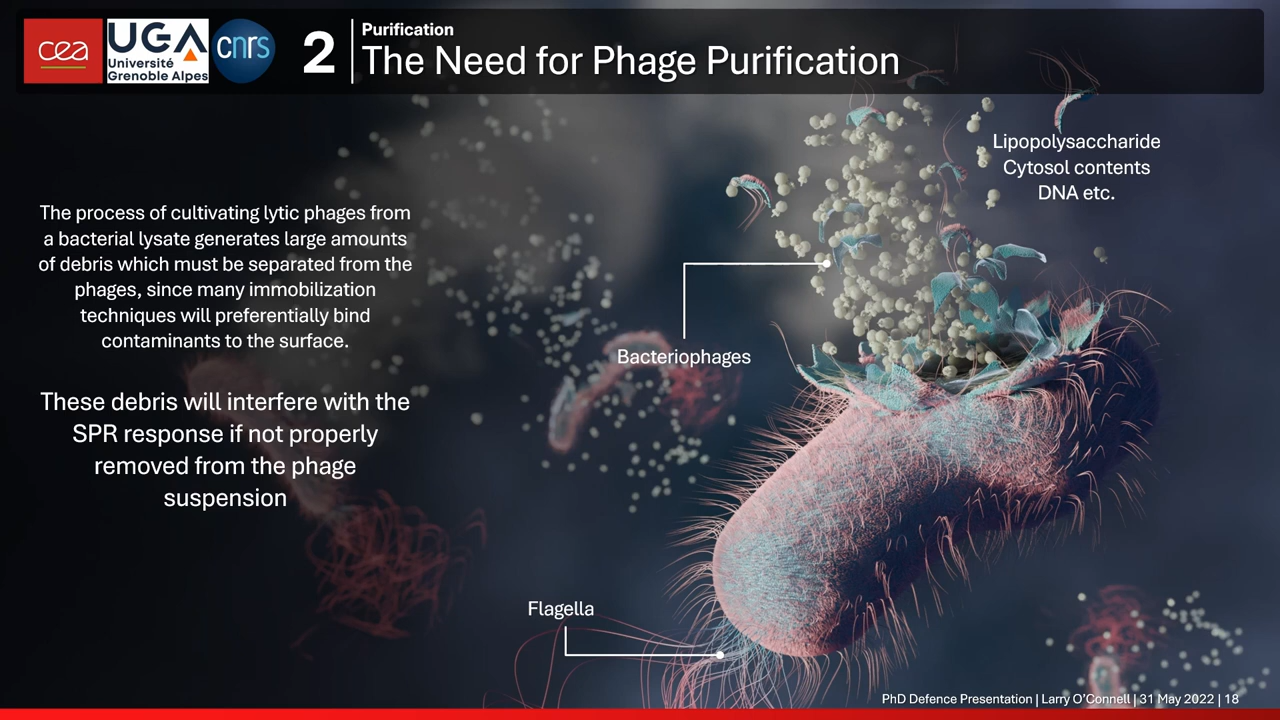 cea
UGA
Université
Grenoble Alpes
cnrs
2
Purification
The Need for Phage Purification
Lipopolysaccharide
Cytosol contents
DNA etc.
The process of cultivating lytic phages from
a bacterial lysate generates large amounts
of debris which must be separated from the
phages, since many immobilization
techniques will preferentially bind
contaminants to the surface.
Bacteriophages
These debris will interfere with the
SPR response if not properly
removed from the phage
suspension
Flagella
PhD Defence Presentation | Larry O’Connell | 31 May 2022 | 18